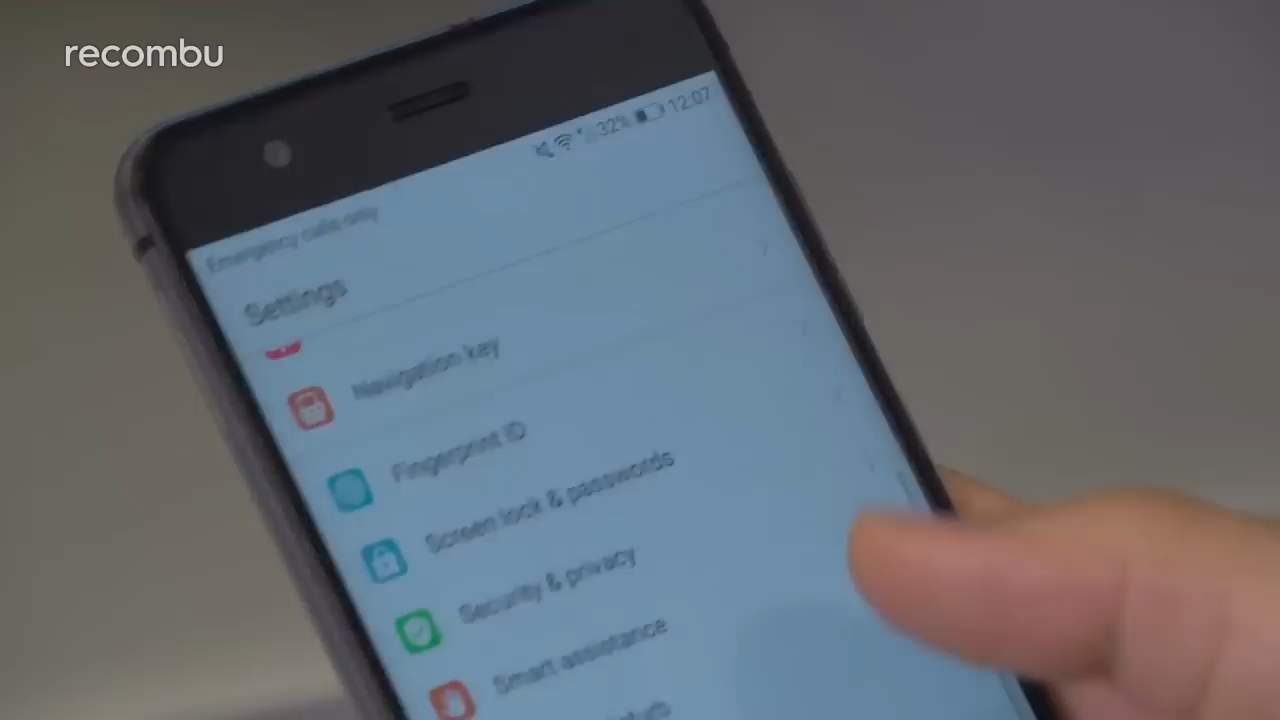 recombu
32% 12:07
Emergency calls only
Settings
Navigation key
Fingerprint ID
Screen lock & passwords
Security & privacy
Smart assistance